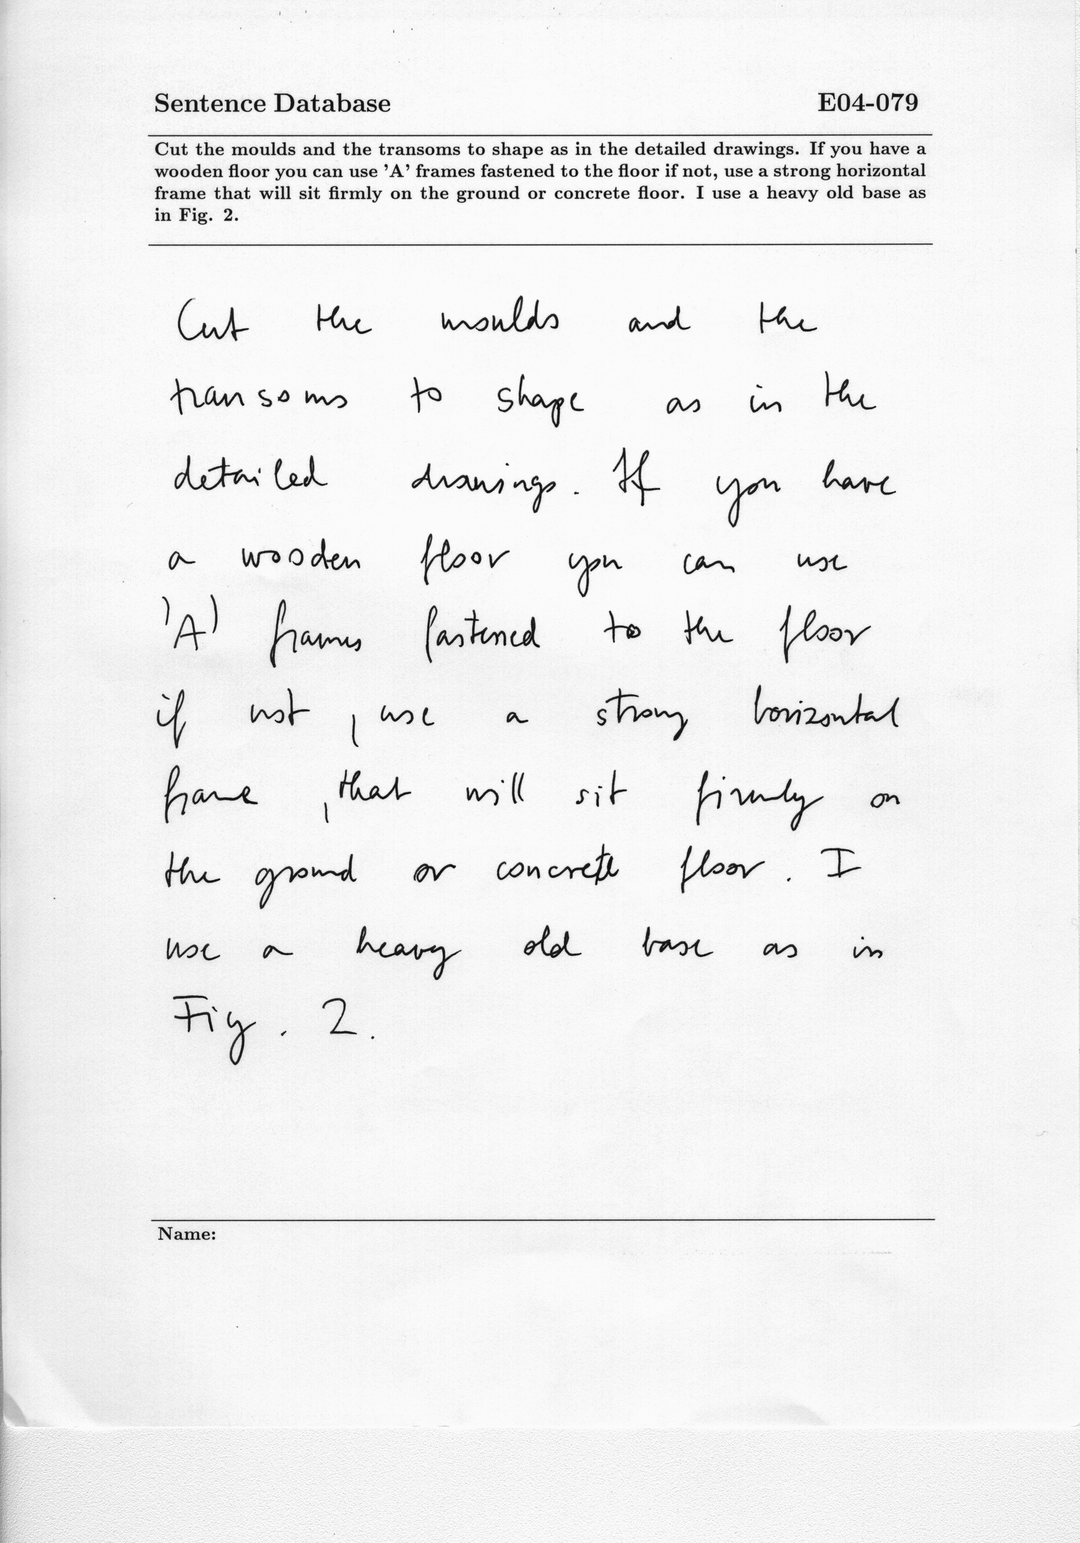 Sentence Database E04-079
Cut the moulds and the transoms to shape as in the detailed drawings. If you have a
wooden floor you can use 'A' frames fastened to the floor if not, use a strong horizontal
frame that will sit firmly on the ground or concrete floor. I use a heavy old base as
in Fig. 2.
Cut the moulds and the
transoms to shape as in the
detailed drawings. If you have
a wooden floor you can use
'A' frames fastened to the floor
if not, use a strong horizontal
frame, that will sit firmly on
the ground or concrete floor. I
use a heavy old base as in
Fig. 2.
Name: